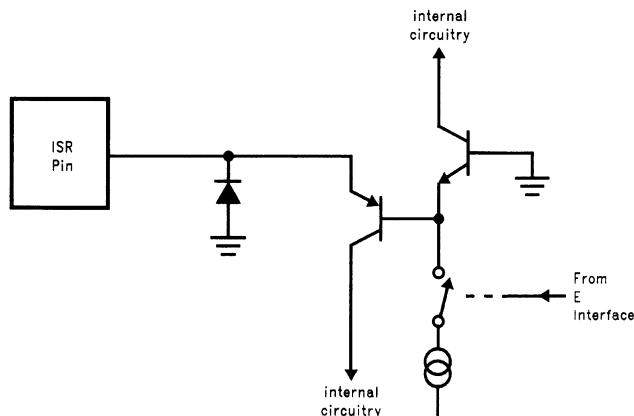 internal
circuitry
ISR
Pin
From
E
Interface
internal
circuitry